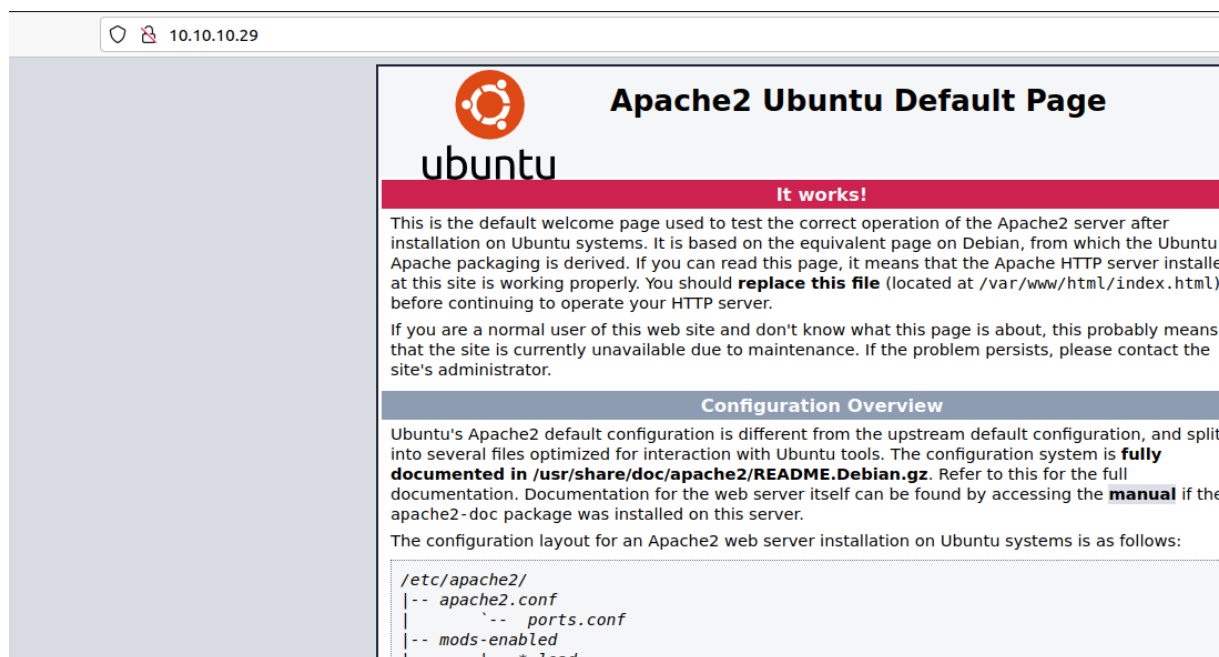 10.10.10.29
Apache2 Ubuntu Default Page
ubuntu
It works!
This is the default welcome page used to test the correct operation of the Apache2 server after
installation on Ubuntu systems. It is based on the equivalent page on Debian, from which the Ubuntu
Apache packaging is derived. If you can read this page, it means that the Apache HTTP server installe
at this site is working properly. You should replace this file (located at /var/www/html/index.html)
before continuing to operate your HTTP server.
If you are a normal user of this web site and don't know what this page is about, this probably means
that the site is currently unavailable due to maintenance. If the problem persists, please contact the
site's administrator.
Configuration Overview
Ubuntu's Apache2 default configuration is different from the upstream default configuration, and split
into several files optimized for interaction with Ubuntu tools. The configuration system is fully
documented in /usr/share/doc/apache2/README.Debian.gz. Refer to this for the full
documentation. Documentation for the web server itself can be found by accessing the manual if the
apache2-doc package was installed on this server.
The configuration layout for an Apache2 web server installation on Ubuntu systems is as follows:
/etc/apache2/
|-- apache2.conf
|       `--  ports.conf
|-- mods-enabled